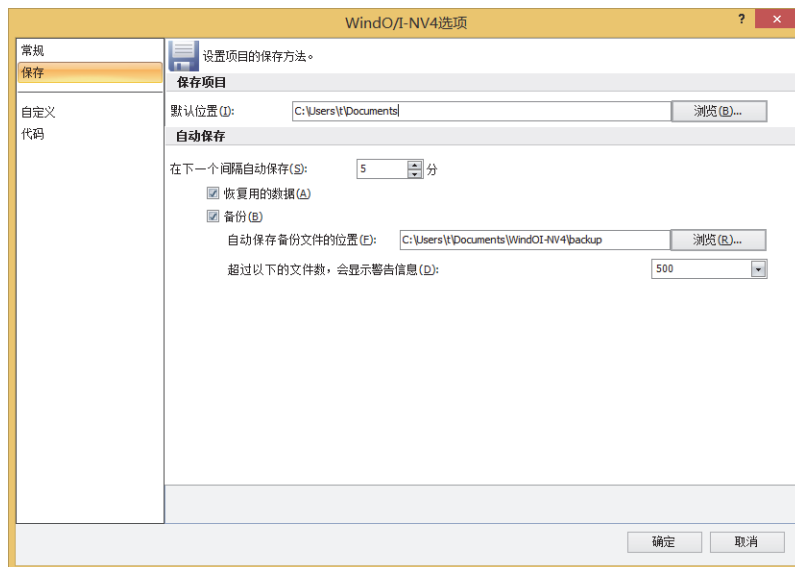 WindO/I-NV4选项
?
常规
保存
自定义
代码
设置项目的保存方法。
保存项目
默认位置(I): C:\Users\t\Documents 浏览(B)...
自动保存
在下一个间隔自动保存(S): 5 分
恢复用的数据(A)
备份(B)
自动保存备份文件的位置(F): C:\Users\t\Documents\WindOI-NV4\backup 浏览(R)...
超过以下的文件数，会显示警告信息(D): 500
确定 取消